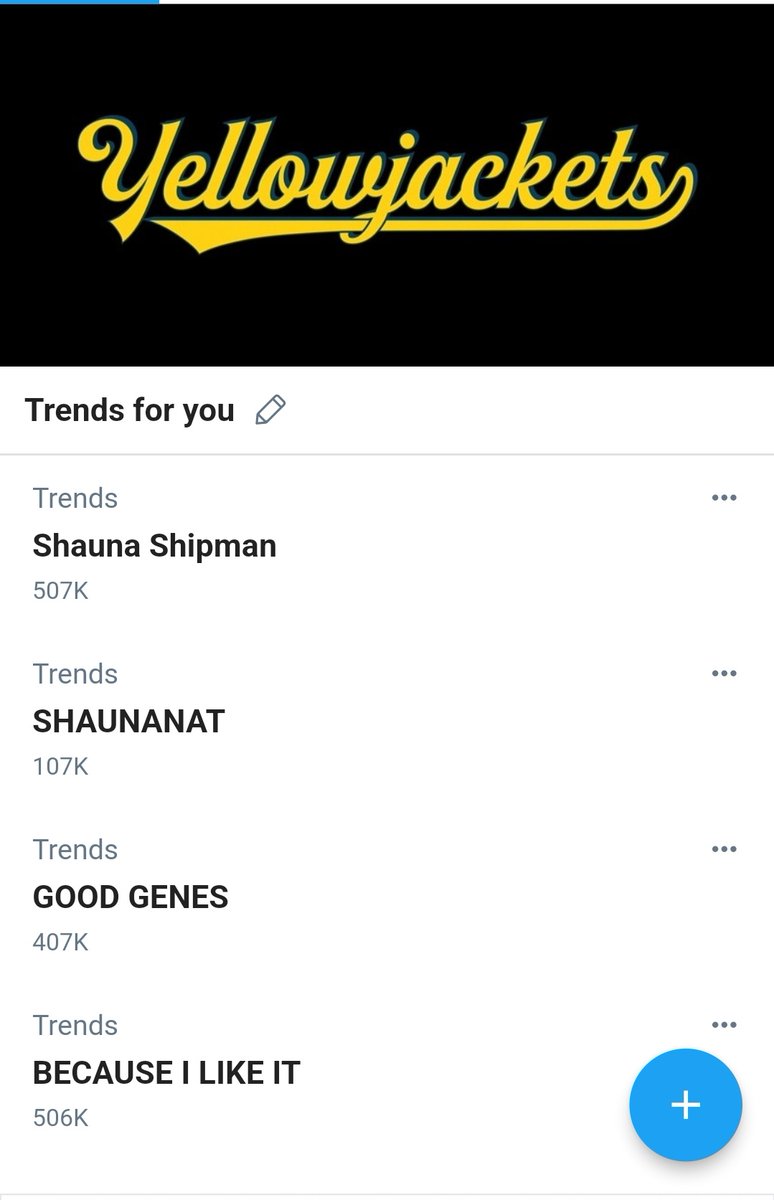 Yellowjackets
Trends for you
Trends
Shauna Shipman
507K
Trends
SHAUNANAT
107K
Trends
GOOD GENES
407K
Trends
BECAUSE I LIKE IT
506K